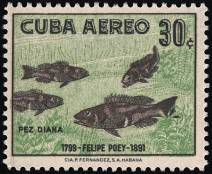 CUBA AEREO 30¢
PEZ DIANA
1799-FELIPE POEY-1891
CIA. P. FERNANDEZ, S.A. HABANA